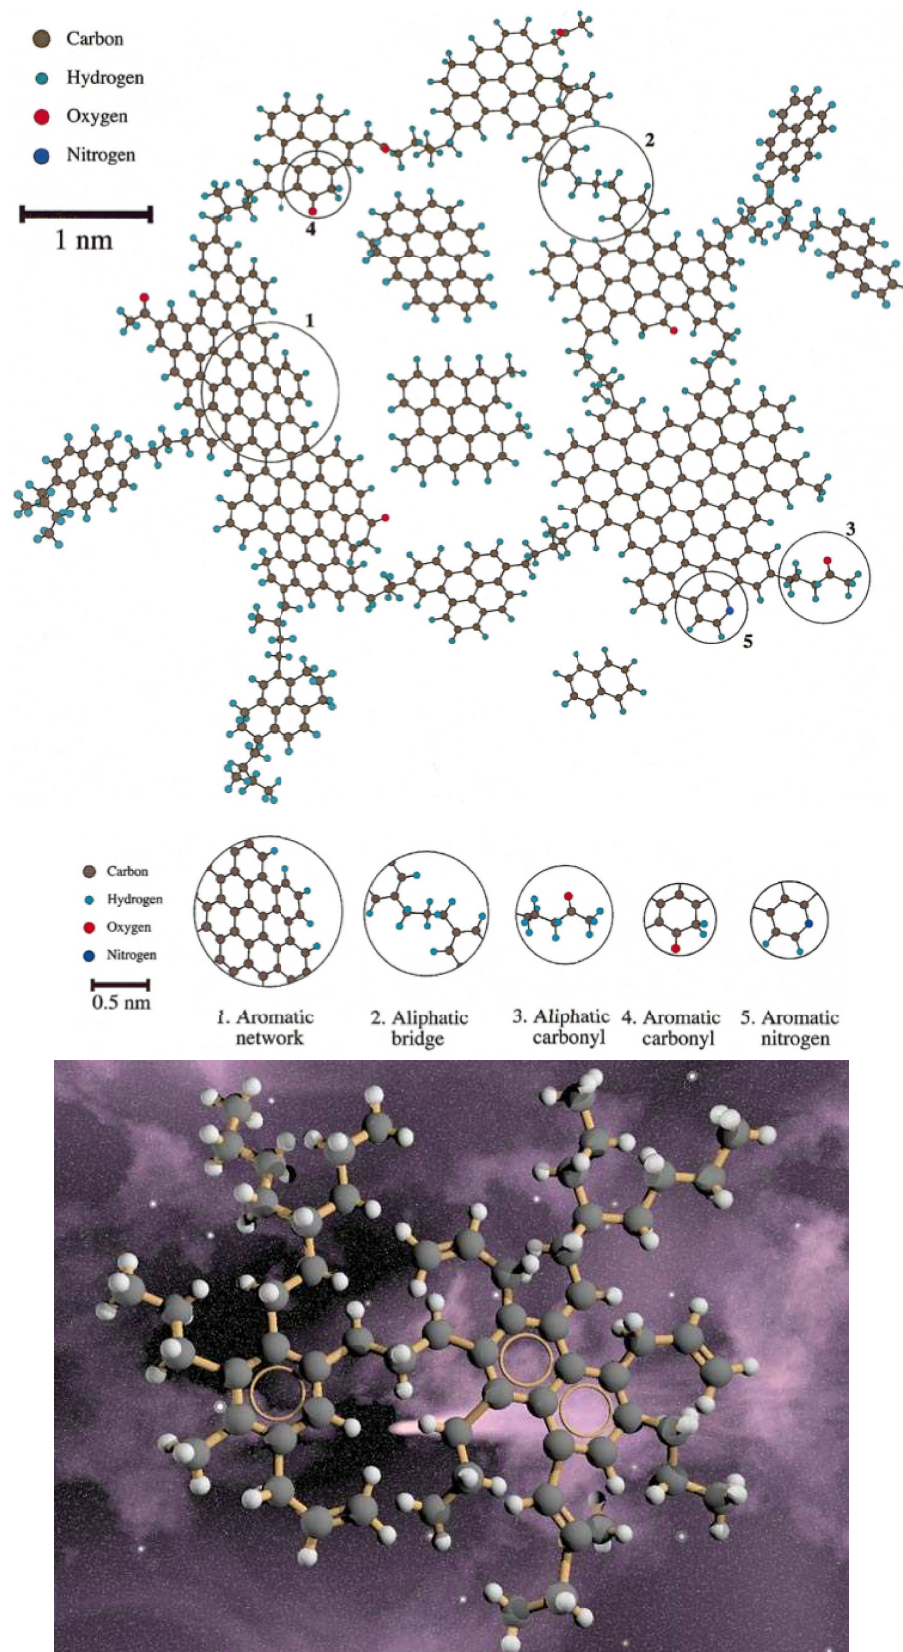 Carbon
Hydrogen
Oxygen
Nitrogen
1 nm
1
2
3
4
5
Carbon
Hydrogen
Oxygen
Nitrogen
0.5 nm
1. Aromatic
network
2. Aliphatic
bridge
3. Aliphatic
carbonyl
4. Aromatic
carbonyl
5. Aromatic
nitrogen